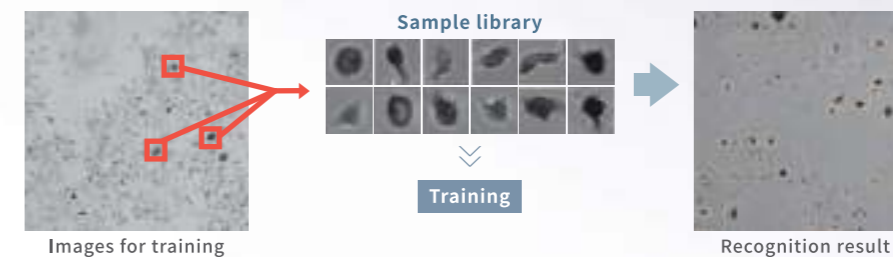 Sample library
Training
Images for training
Recognition result